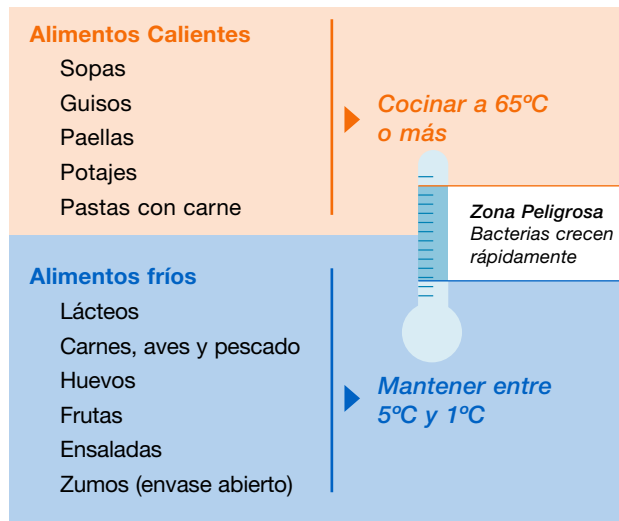 Alimentos Calientes
Sopas
Guisos
Paellas
Potajes
Pastas con carne
Cocinar a 65ºC
o más
Zona Peligrosa
Bacterias crecen
rápidamente
Alimentos fríos
Lácteos
Carnes, aves y pescado
Huevos
Frutas
Ensaladas
Zumos (envase abierto)
Mantener entre
5ºC y 1ºC